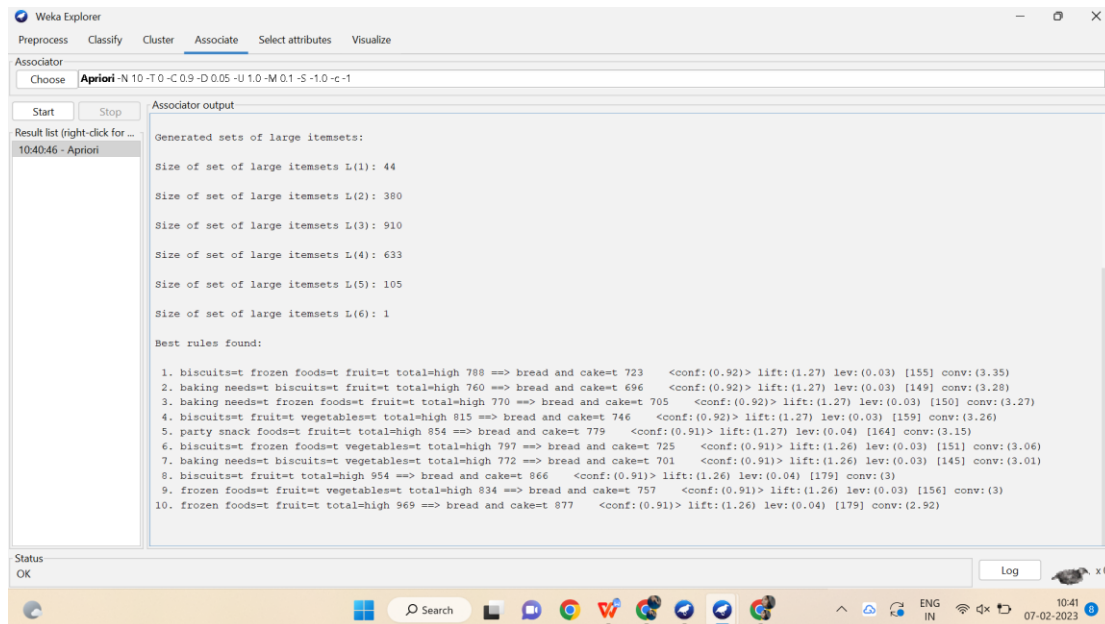 Weka Explorer
Preprocess Classify Cluster Associate Select attributes Visualize
Associator
Choose Apriori -N 10 -T 0 -C 0.9 -D 0.05 -U 1.0 -M 0.1 -S -1.0 -c -1
Start Stop
Result list (right-click for ...
10:40:46 - Apriori
Associator output
Generated sets of large itemsets:
Size of set of large itemsets L(1): 44
Size of set of large itemsets L(2): 380
Size of set of large itemsets L(3): 910
Size of set of large itemsets L(4): 633
Size of set of large itemsets L(5): 105
Size of set of large itemsets L(6): 1
Best rules found:
1. biscuits=t frozen foods=t fruit=t total=high 788 ==> bread and cake=t 723 <conf:(0.92)> lift:(1.27) lev:(0.03) [155] conv:(3.35)
2. baking needs=t biscuits=t fruit=t total=high 760 ==> bread and cake=t 696 <conf:(0.92)> lift:(1.27) lev:(0.03) [149] conv:(3.28)
3. baking needs=t frozen foods=t fruit=t total=high 770 ==> bread and cake=t 705 <conf:(0.92)> lift:(1.27) lev:(0.03) [150] conv:(3.27)
4. biscuits=t fruit=t vegetables=t total=high 815 ==> bread and cake=t 746 <conf:(0.92)> lift:(1.27) lev:(0.03) [159] conv:(3.26)
5. party snack foods=t fruit=t total=high 854 ==> bread and cake=t 779 <conf:(0.91)> lift:(1.27) lev:(0.04) [164] conv:(3.15)
6. biscuits=t frozen foods=t vegetables=t total=high 797 ==> bread and cake=t 725 <conf:(0.91)> lift:(1.26) lev:(0.03) [151] conv:(3.06)
7. baking needs=t biscuits=t vegetables=t total=high 772 ==> bread and cake=t 701 <conf:(0.91)> lift:(1.26) lev:(0.03) [145] conv:(3.01)
8. biscuits=t fruit=t total=high 954 ==> bread and cake=t 866 <conf:(0.91)> lift:(1.26) lev:(0.04) [179] conv:(3)
9. frozen foods=t fruit=t vegetables=t total=high 834 ==> bread and cake=t 757 <conf:(0.91)> lift:(1.26) lev:(0.03) [156] conv:(3)
10. frozen foods=t fruit=t total=high 969 ==> bread and cake=t 877 <conf:(0.91)> lift:(1.26) lev:(0.04) [179] conv:(2.92)
Status
OK
Log
Search
ENG
IN
10:41
07-02-2023
8